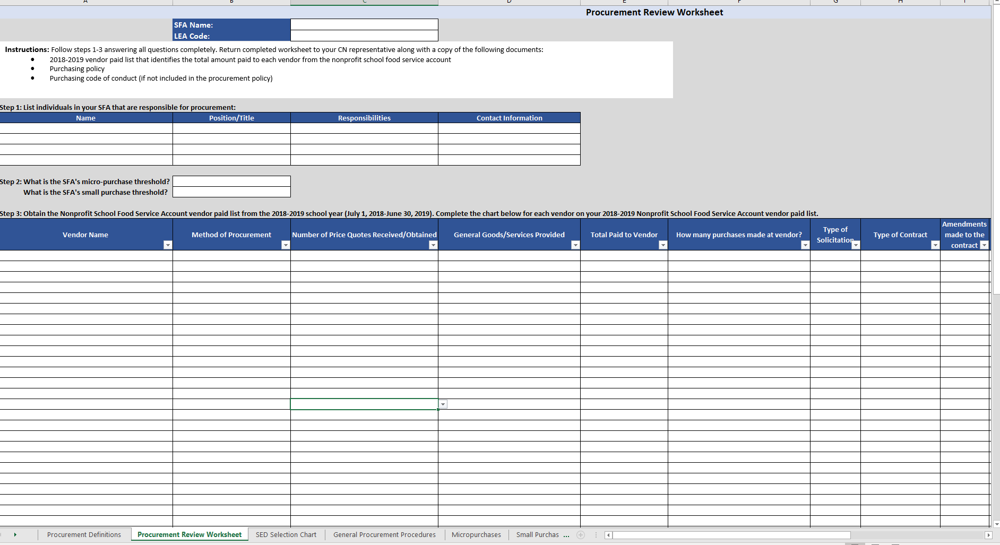 A B C D E F G H I
Procurement Review Worksheet
SFA Name:
LEA Code:
Instructions: Follow steps 1-3 answering all questions completely. Return completed worksheet to your CN representative along with a copy of the following documents:
• 2018-2019 vendor paid list that identifies the total amount paid to each vendor from the nonprofit school food service account
• Purchasing policy
• Purchasing code of conduct (if not included in the procurement policy)
Step 1: List individuals in your SFA that are responsible for procurement:
Name Position/Title Responsibilities Contact Information
Step 2: What is the SFA's micro-purchase threshold?
What is the SFA's small purchase threshold?
Step 3: Obtain the Nonprofit School Food Service Account vendor paid list from the 2018-2019 school year (July 1, 2018-June 30, 2019). Complete the chart below for each vendor on your 2018-2019 Nonprofit School Food Service Account vendor paid list.
Vendor Name
Method of Procurement
Number of Price Quotes Received/Obtained
General Goods/Services Provided
Total Paid to Vendor
How many purchases made at vendor?
Type of
Solicitation
Type of Contract
Amendments
made to the
contract
Procurement Definitions Procurement Review Worksheet SED Selection Chart General Procurement Procedures Micropurchases Small Purchas ...